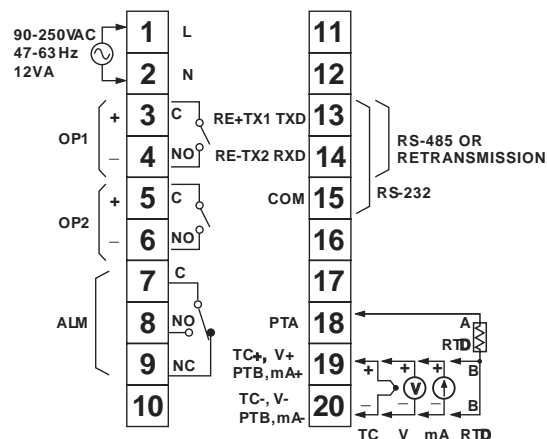 90-250VAC
47-63Hz
12VA
1 L
2 N
OP1 + 3 C
– 4 NO
OP2 + 5 C
– 6 NO
7 C
ALM 8 NO
9 NC
10
11
12
RE+TX1 TXD 13
RE-TX2 RXD 14
RS-485 OR
RETRANSMISSION
COM 15
RS-232
16
17
PTA 18
A
RTD
TC+, V+
PTB,mA+ 19
+ + + B
V
TC-, V-
PTB,mA- 20
– – – B
TC V mA RTD